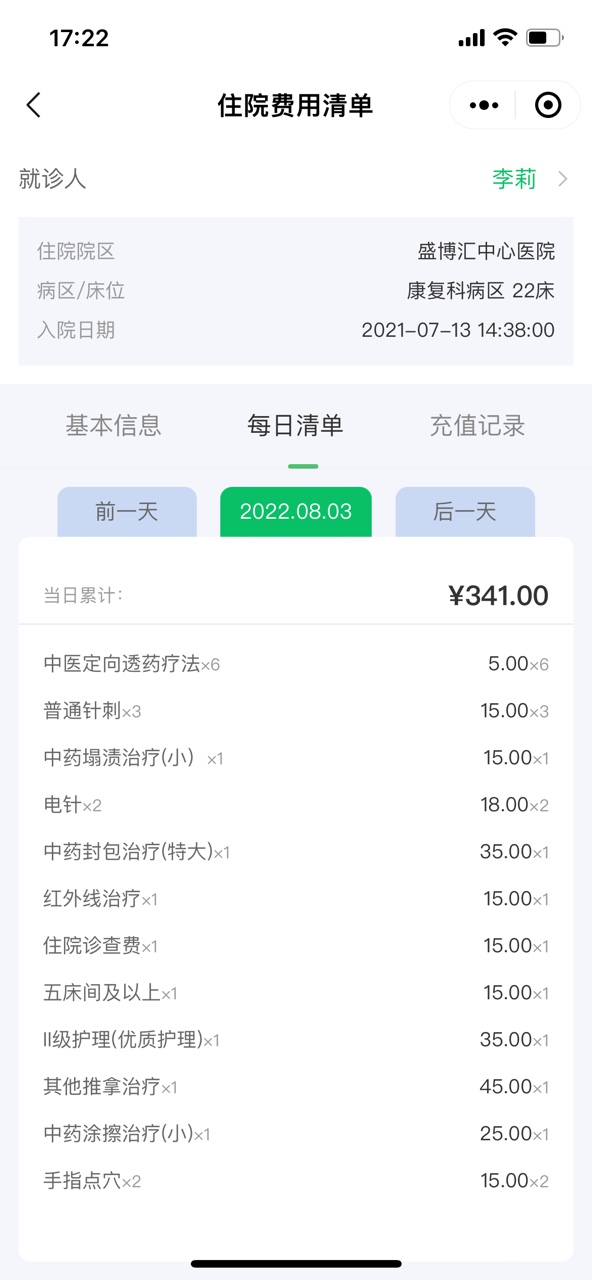 17:22
住院费用清单
就诊人 李莉
住院院区 盛博汇中心医院
病区/床位 康复科病区 22床
入院日期 2021-07-13 14:38:00
基本信息 每日清单 充值记录
前一天 2022.08.03 后一天
当日累计: ¥341.00
中医定向透药疗法×6 5.00×6
普通针刺×3 15.00×3
中药塌渍治疗(小) ×1 15.00×1
电针×2 18.00×2
中药封包治疗(特大)×1 35.00×1
红外线治疗×1 15.00×1
住院诊查费×1 15.00×1
五床间及以上×1 15.00×1
II级护理(优质护理)×1 35.00×1
其他推拿治疗×1 45.00×1
中药涂擦治疗(小)×1 25.00×1
手指点穴×2 15.00×2